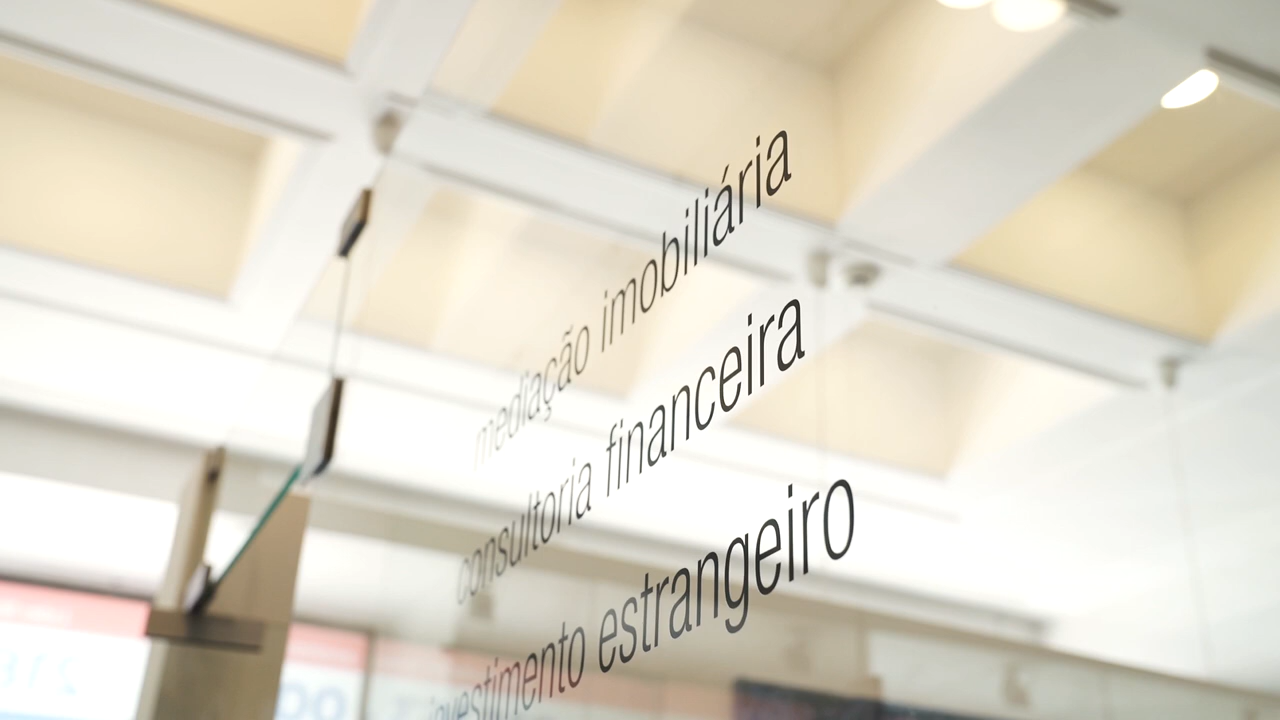 mediação imobiliária
consultoria financeira
investimento estrangeiro